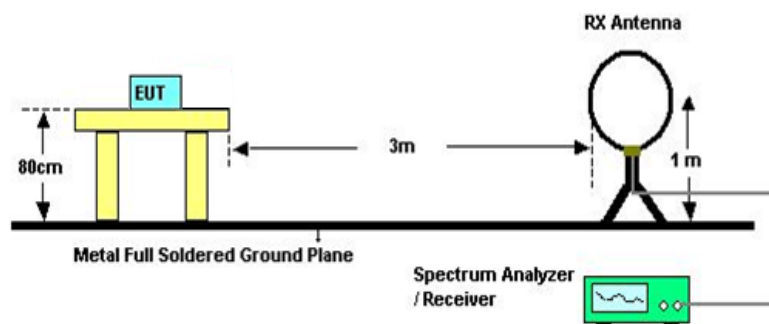 RX Antenna
EUT
80cm
3m
1 m
Metal Full Soldered Ground Plane
Spectrum Analyzer
/ Receiver